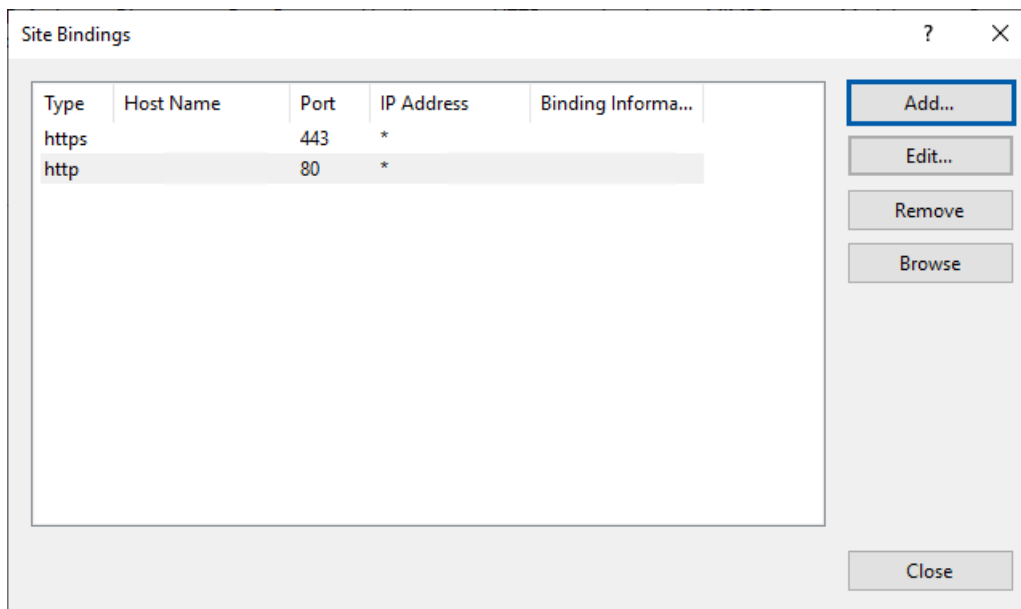 Site Bindings ?
Type Host Name Port IP Address Binding Informa...
https 443 *
http 80 *
Add...
Edit...
Remove
Browse
Close